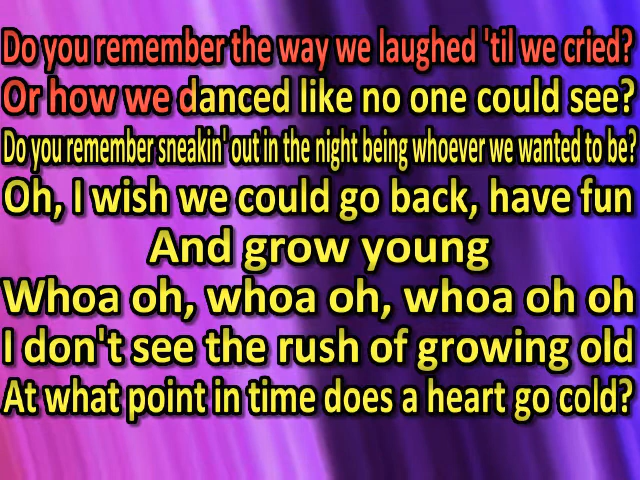 Do you remember the way we laughed 'til we cried?
Or how we danced like no one could see?
Do you remember sneakin' out in the night being whoever we wanted to be?
Oh, I wish we could go back, have fun
And grow young
Whoa oh, whoa oh, whoa oh oh
I don't see the rush of growing old
At what point in time does a heart go cold?